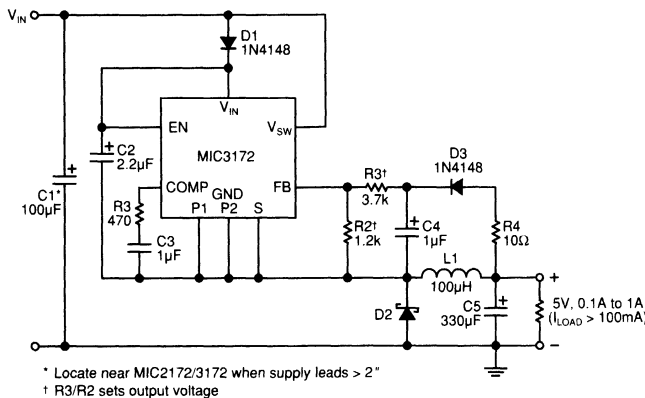 V_IN
D1
1N4148
V_IN
EN
V_SW
C2
2.2µF
MIC3172
C1*
100µF
COMP
GND
FB
P1 P2 S
R3
470
C3
1µF
R3†
3.7k
D3
1N4148
R2†
1.2k
C4
1µF
R4
10Ω
L1
100µH
D2
C5
330µF
5V, 0.1A to 1A
(I_LOAD > 100mA)
* Locate near MIC2172/3172 when supply leads > 2"
† R3/R2 sets output voltage